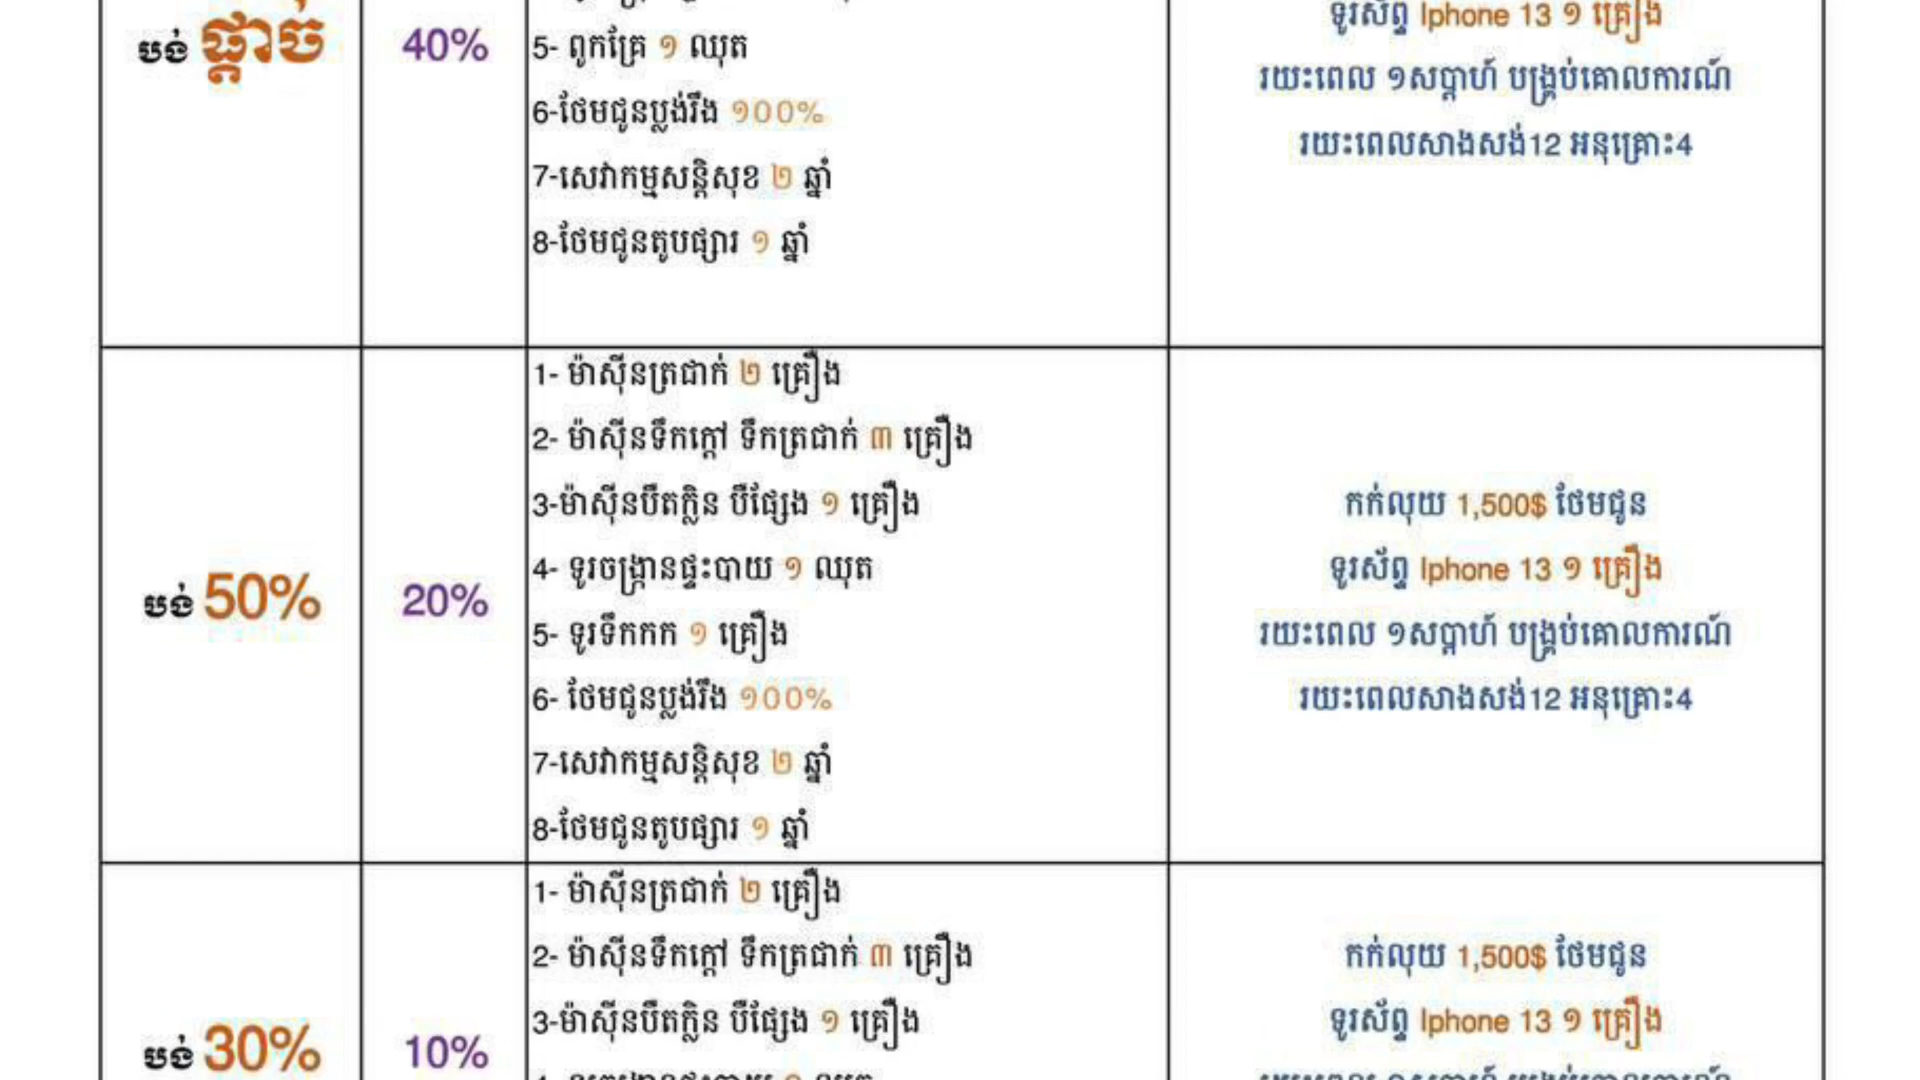 បង់ ផ្ដាច់
40%
5- ពូកគ្រែ ១ ឈុត
6-ថែមជូនប្លង់រឹង ១០០%
7-សេវាកម្មសន្តិសុខ ២ ឆ្នាំ
8-ថែមជូនតូបផ្សារ ១ ឆ្នាំ
ទូរស័ព្ទ Iphone 13 ១ គ្រឿង
រយះពេល ១សប្តាហ៍ បង្គ្រប់គោលការណ៍
រយះពេលសាងសង់12 អនុគ្រោះ4
បង់ 50%
20%
1- ម៉ាស៊ីនត្រជាក់ ២ គ្រឿង
2- ម៉ាស៊ីនទឹកក្តៅ ទឹកត្រជាក់ ៣ គ្រឿង
3-ម៉ាស៊ីនបឺតក្លិន បឺផ្សែង ១ គ្រឿង
4- ទូរចង្ក្រានផ្ទះបាយ ១ ឈុត
5- ទូរទឹកកក ១ គ្រឿង
6- ថែមជូនប្លង់រឹង ១០០%
7-សេវាកម្មសន្តិសុខ ២ ឆ្នាំ
8-ថែមជូនតូបផ្សារ ១ ឆ្នាំ
កក់លុយ 1,500$ ថែមជូន
ទូរស័ព្ទ Iphone 13 ១ គ្រឿង
រយះពេល ១សប្តាហ៍ បង្គ្រប់គោលការណ៍
រយះពេលសាងសង់12 អនុគ្រោះ4
បង់ 30%
10%
1- ម៉ាស៊ីនត្រជាក់ ២ គ្រឿង
2- ម៉ាស៊ីនទឹកក្តៅ ទឹកត្រជាក់ ៣ គ្រឿង
3-ម៉ាស៊ីនបឺតក្លិន បឺផ្សែង ១ គ្រឿង
កក់លុយ 1,500$ ថែមជូន
ទូរស័ព្ទ Iphone 13 ១ គ្រឿង